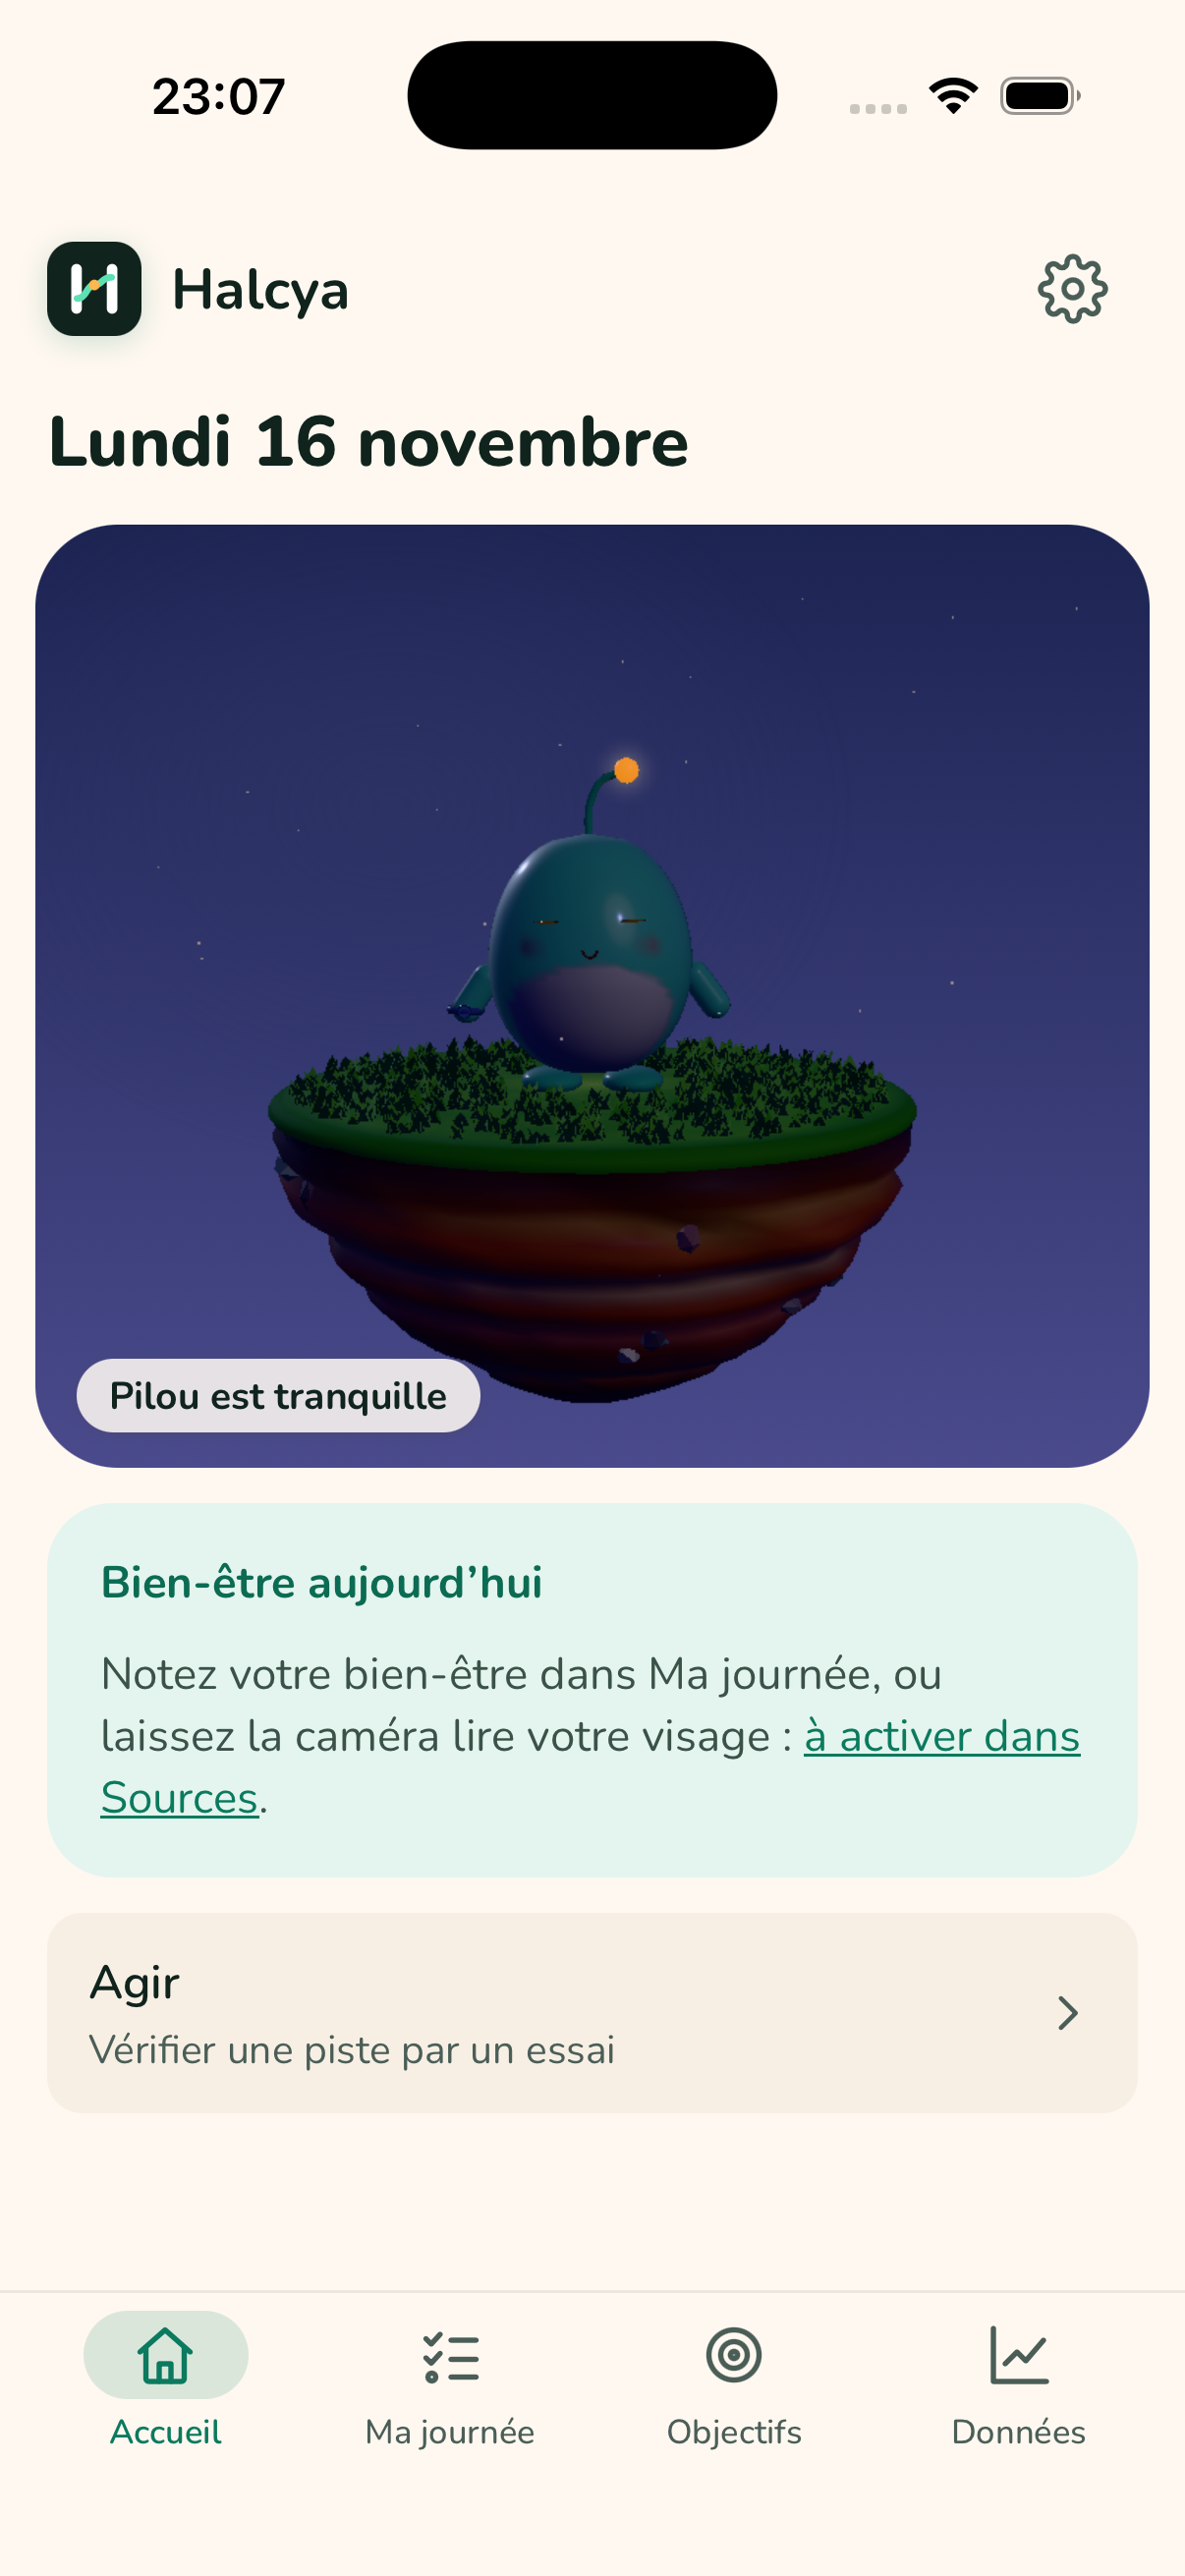 23:07
Halcya
Lundi 16 novembre
Pilou est tranquille
Bien-être aujourd’hui
Notez votre bien-être dans Ma journée, ou
laissez la caméra lire votre visage : à activer dans
Sources.
Agir
Vérifier une piste par un essai
Accueil
Ma journée
Objectifs
Données